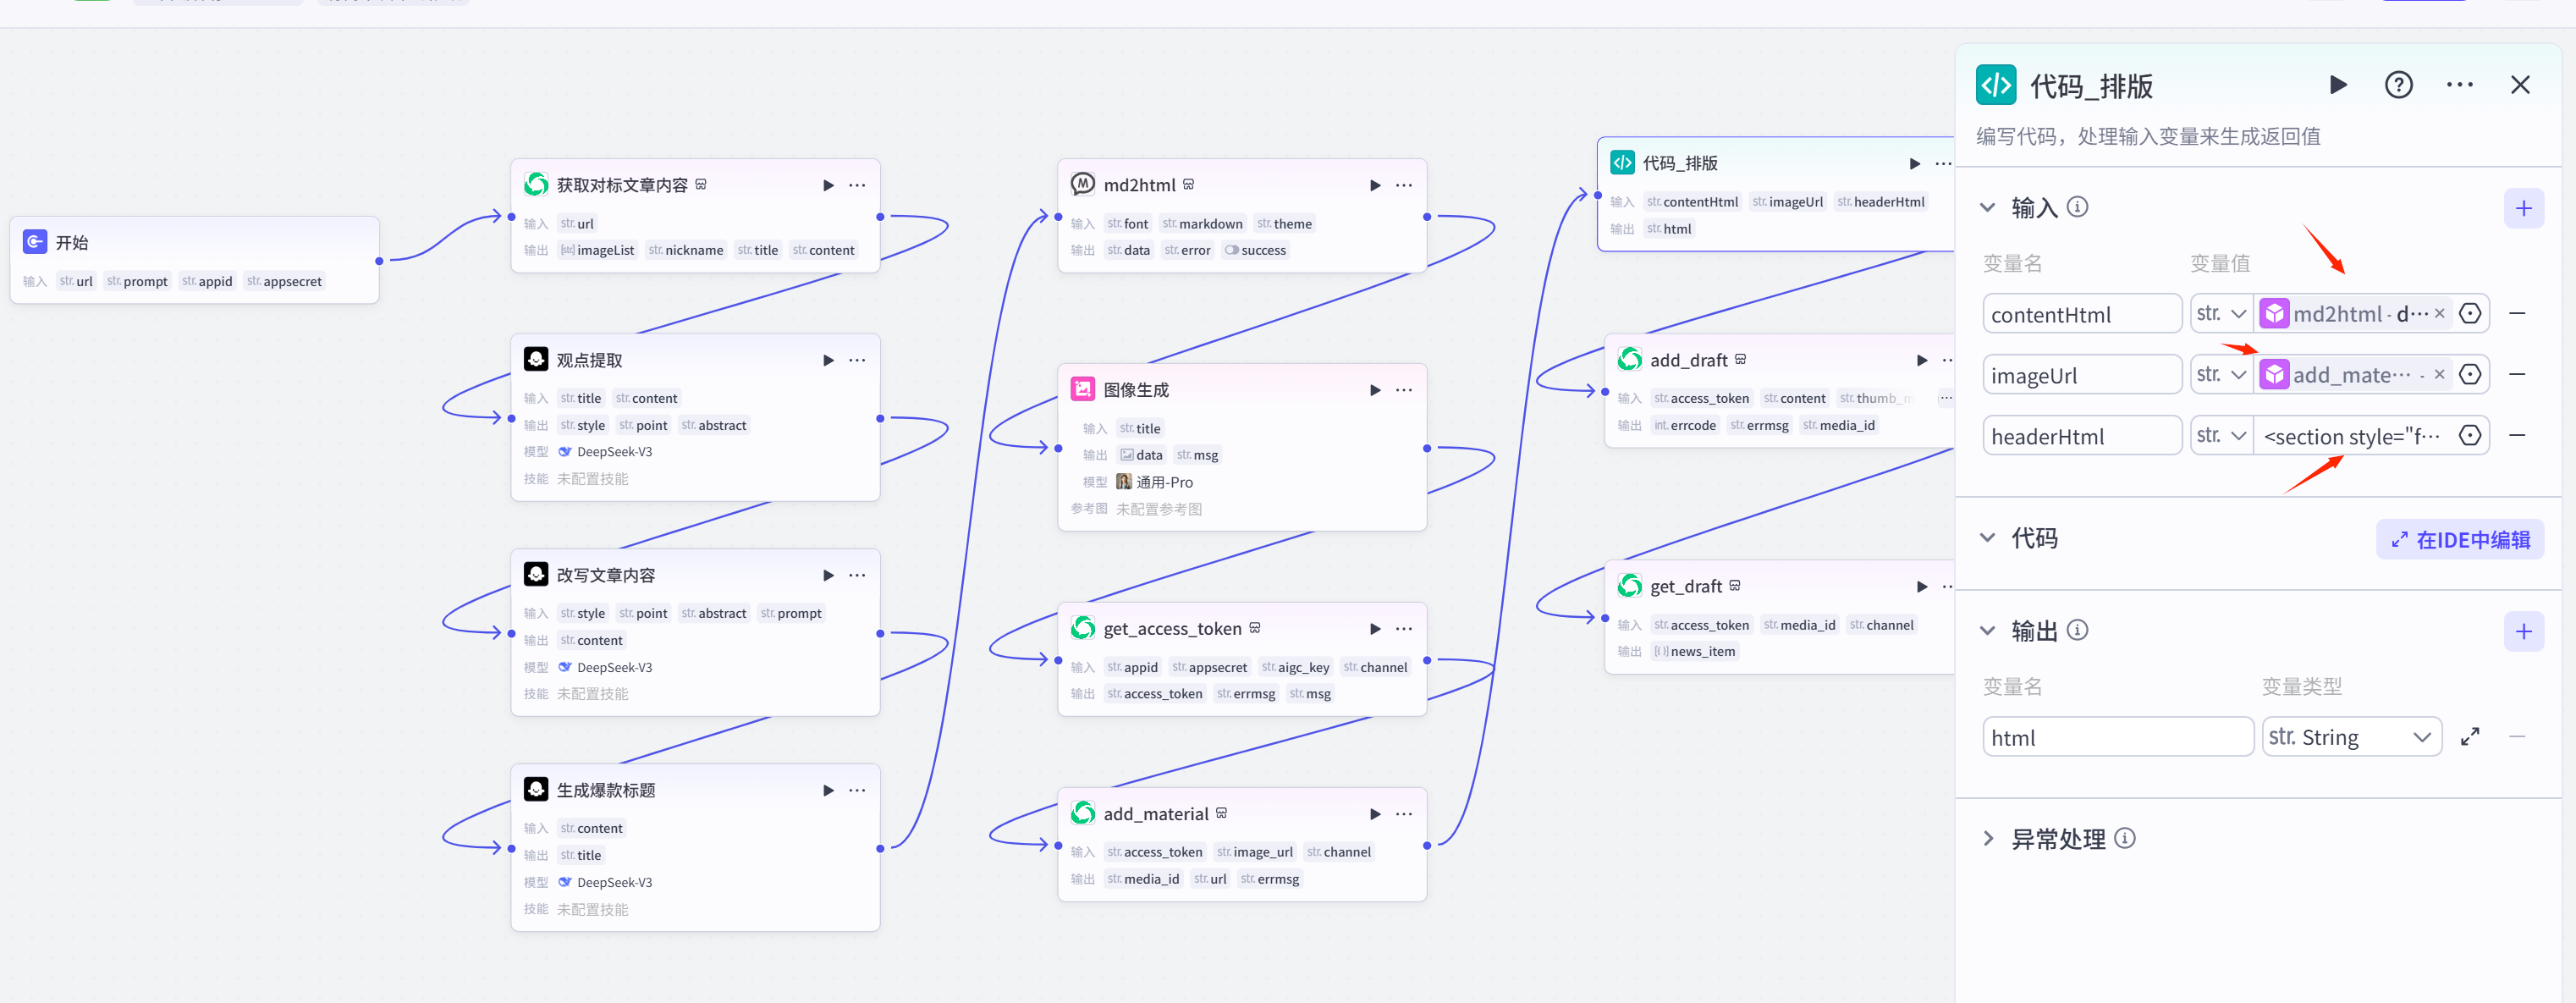 开始
输入 str.url str.prompt str.appid str.appsecret
获取对标文章内容
输入 str.url
输出 imageList str.nickname str.title str.content
观点提取
输入 str.title str.content
输出 str.style str.point str.abstract
模型 DeepSeek-V3
技能 未配置技能
改写文章内容
输入 str.style str.point str.abstract str.prompt
输出 str.content
模型 DeepSeek-V3
技能 未配置技能
生成爆款标题
输入 str.content
输出 str.title
模型 DeepSeek-V3
技能 未配置技能
md2html
输入 str.font str.markdown str.theme
输出 str.data str.error success
图像生成
输入 str.title
输出 data str.msg
模型 通用-Pro
参考图 未配置参考图
get_access_token
输入 str.appid str.appsecret str.aigc_key str.channel
输出 str.access_token str.errmsg str.msg
add_material
输入 str.access_token str.image_url str.channel
输出 str.media_id str.url str.errmsg
代码_排版
输入 str.contentHtml str.imageUrl str.headerHtml
输出 str.html
add_draft
输入 str.access_token str.content str.thumb_m
输出 int.errcode str.errmsg str.media_id
get_draft
输入 str.access_token str.media_id str.channel
输出 [{}] news_item
代码_排版
编写代码，处理输入变量来生成返回值
输入
变量名 变量值
contentHtml str. md2html - d···
imageUrl str. add_mate··· -
headerHtml str. <section style="f···
代码 在IDE中编辑
输出
变量名 变量类型
html str. String
异常处理